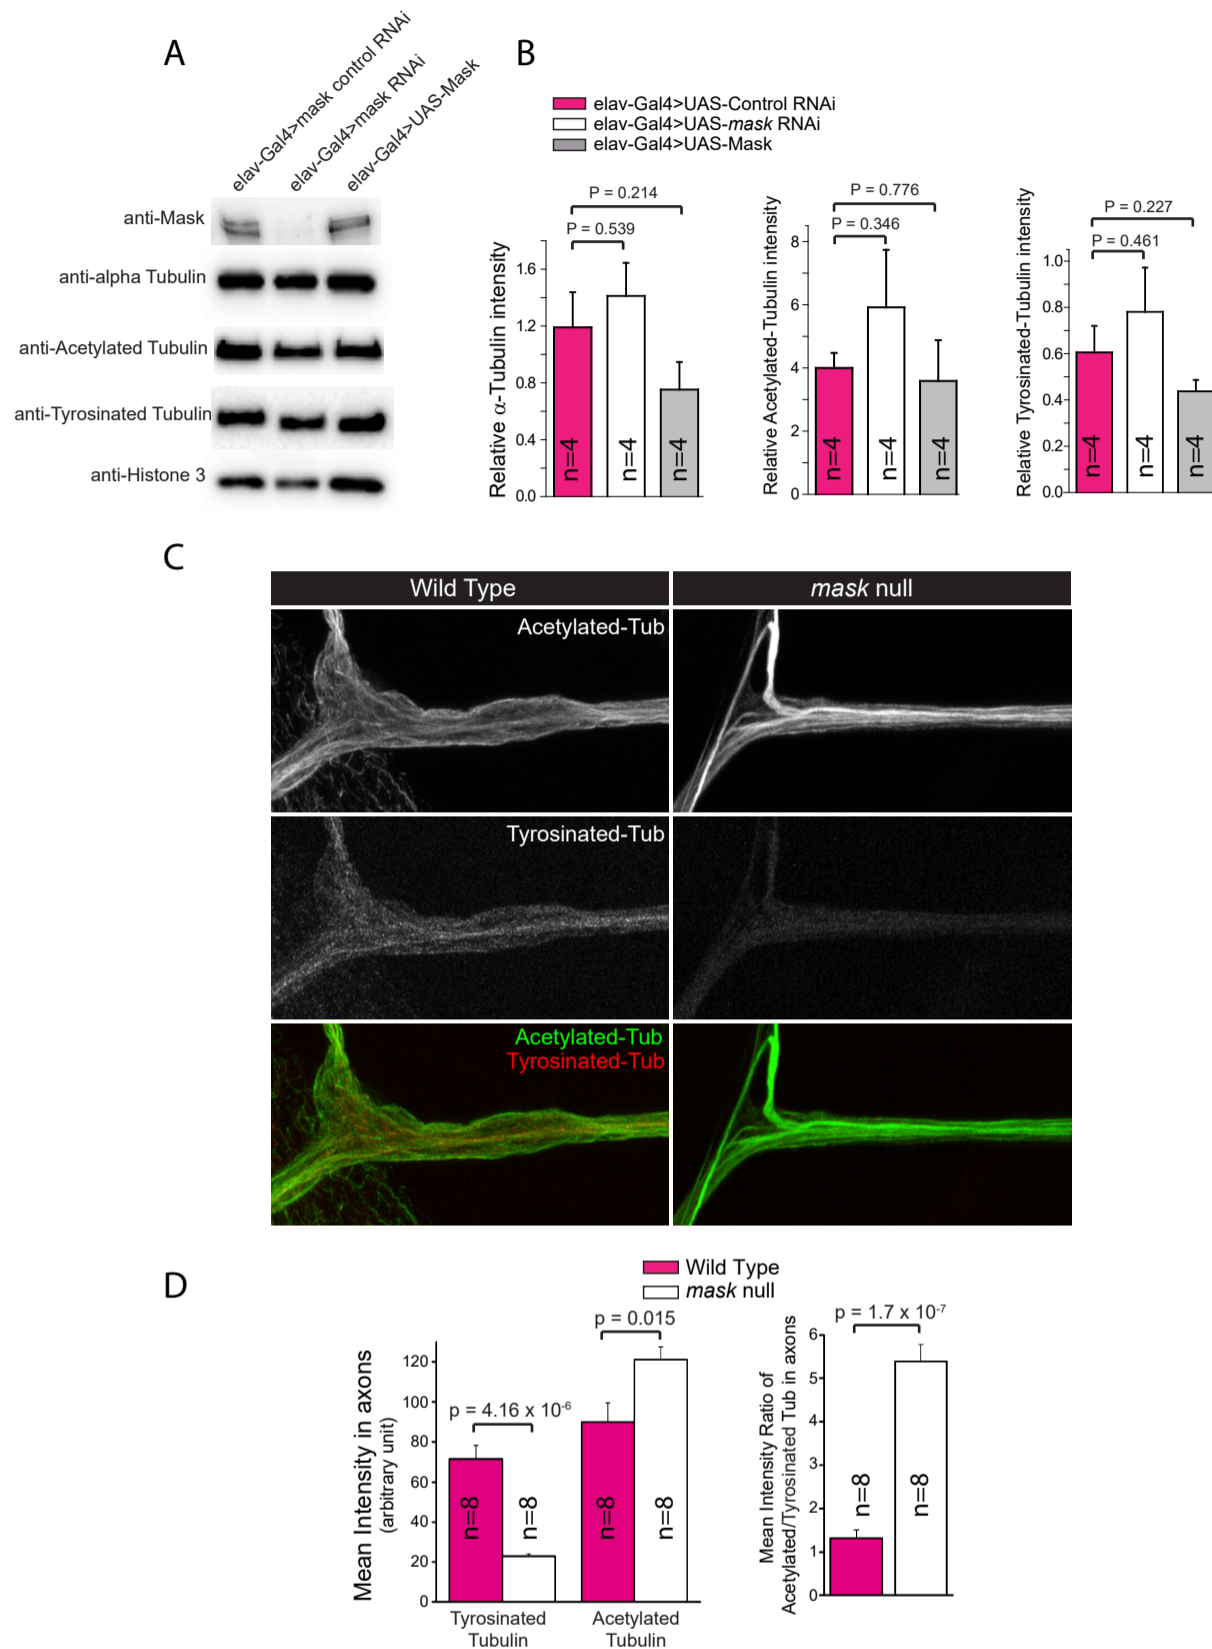 A
elav-Gal4>mask control RNAi
elav-Gal4>mask RNAi
elav-Gal4>UAS-Mask
anti-Mask
anti-alpha Tubulin
anti-Acetylated Tubulin
anti-Tyrosinated Tubulin
anti-Histone 3
B
elav-Gal4>UAS-Control RNAi
elav-Gal4>UAS-mask RNAi
elav-Gal4>UAS-Mask
Relative α-Tubulin intensity
P = 0.214
P = 0.539
1.6
1.2
0.8
0.4
0.0
n=4
n=4
n=4
Relative Acetylated-Tubulin intensity
P = 0.776
P = 0.346
8
6
4
2
0
n=4
n=4
n=4
Relative Tyrosinated-Tubulin intensity
P = 0.227
P = 0.461
1.0
0.8
0.6
0.4
0.2
0.0
n=4
n=4
n=4
C
Wild Type
mask null
Acetylated-Tub
Tyrosinated-Tub
Acetylated-Tub
Tyrosinated-Tub
D
Wild Type
mask null
Mean Intensity in axons
(arbitrary unit)
p = 4.16 x 10-6
p = 0.015
120
100
80
60
40
20
0
n=8
n=8
n=8
n=8
Tyrosinated
Tubulin
Acetylated
Tubulin
Mean Intensity Ratio of
Acetylated/Tyrosinated Tub in axons
p = 1.7 x 10-7
6
5
4
3
2
1
0
n=8
n=8